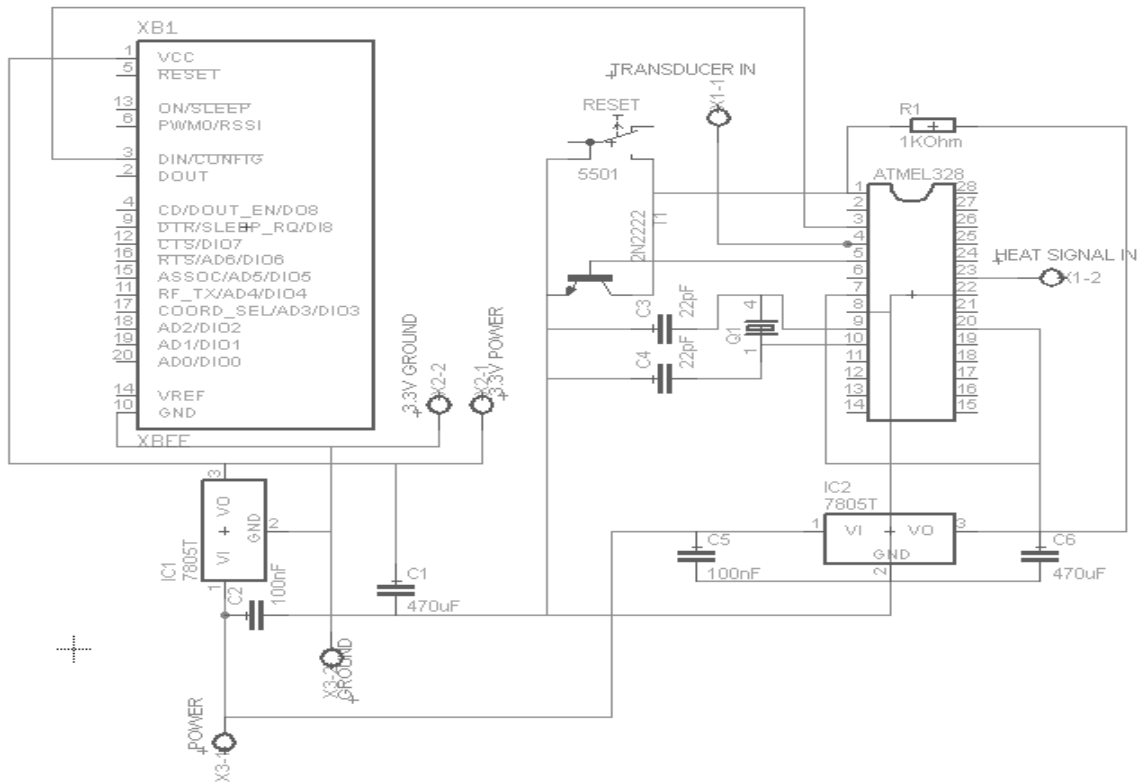 XB1
1 VCC
5 RESET
13 ON/SLEEP
6 PWM0/RSSI
3 DIN/CONFIG
2 DOUT
4 CD/DOUT_EN/DO8
9 DTR/SLEEP_RQ/DI8
12 CTS/DIO7
16 RTS/AD6/DIO6
15 ASSOC/AD5/DIO5
11 RF_TX/AD4/DIO4
17 COORD_SEL/AD3/DIO3
18 AD2/DIO2
19 AD1/DIO1
20 AD0/DIO0
14 VREF
10 GND
XBEE
3.3V GROUND
X2-2
X2-1
3.3V POWER
TRANSDUCER IN
X1-1
RESET
5501
2N2222
T1
C3
22pF
C4
22pF
Q1
4
1
R1
1KOhm
ATMEL328
1 28
2 27
3 26
4 25
5 24
6 23
7 22
8 21
9 20
10 19
11 18
12 17
13 16
14 15
HEAT SIGNAL IN
X1-2
IC1
7805T
3
VO
GND
2
VI
1
C2
100nF
C1
470uF
X3-2
GROUND
POWER
X3-1
IC2
7805T
1 VI VO 3
GND
2
C5
100nF
C6
470uF